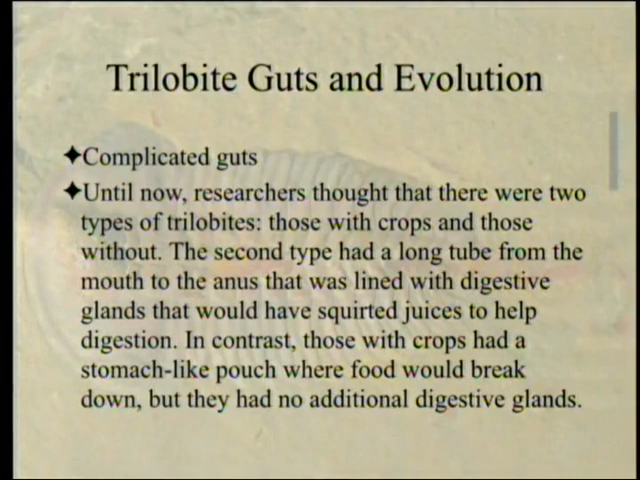 Trilobite Guts and Evolution
✦Complicated guts
✦Until now, researchers thought that there were two
types of trilobites: those with crops and those
without. The second type had a long tube from the
mouth to the anus that was lined with digestive
glands that would have squirted juices to help
digestion. In contrast, those with crops had a
stomach-like pouch where food would break
down, but they had no additional digestive glands.